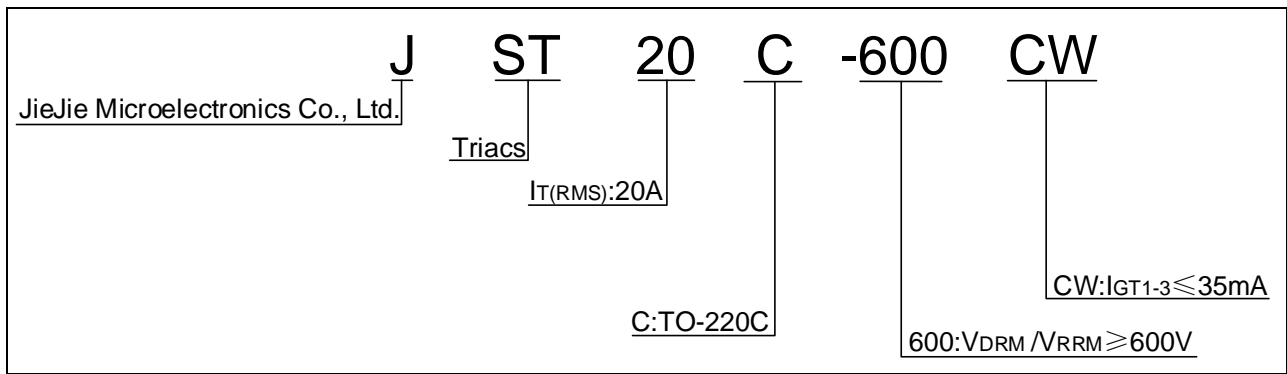 J ST 20 C -600 CW
JieJie Microelectronics Co., Ltd.
Triacs
IT(RMS):20A
CW:IGT1-3≤35mA
C:TO-220C
600:VDRM /VRRM≥600V